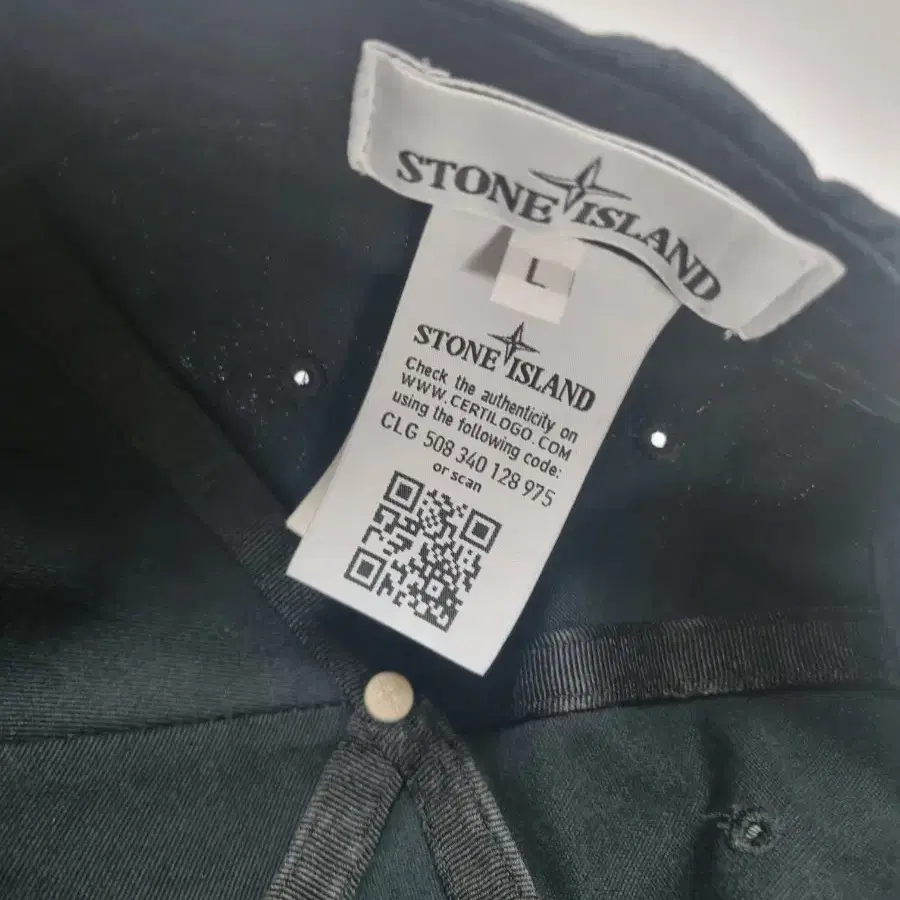 STONE ISLAND
L
STONE ISLAND
Check the authenticity on
WWW.CERTILOGO.COM
using the following code:
CLG 508 340 128 975
or scan